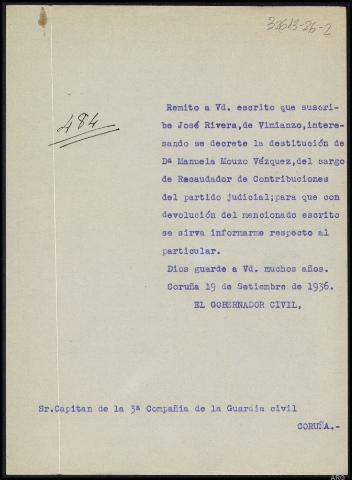 32613-26-2
484
Remito a Vd. escrito que suscri-
be José Rivera,de Vimianzo,intere-
sando se decrete la destitución de
Dª Manuela Mouzo Vázquez,del cargo
de Recaudador de Contribuciones
del partido judicial;para que con
devolución del mencionado escrito
se sirva informarme respecto al
particular.
Dios guarde a Vd. muchos años.
Coruña 19 de Setiembre de 1936.
EL GOBERNADOR CIVIL,
Sr.Capitan de la 3ª Compañia de la Guardia civil
CORUÑA.-
ARG